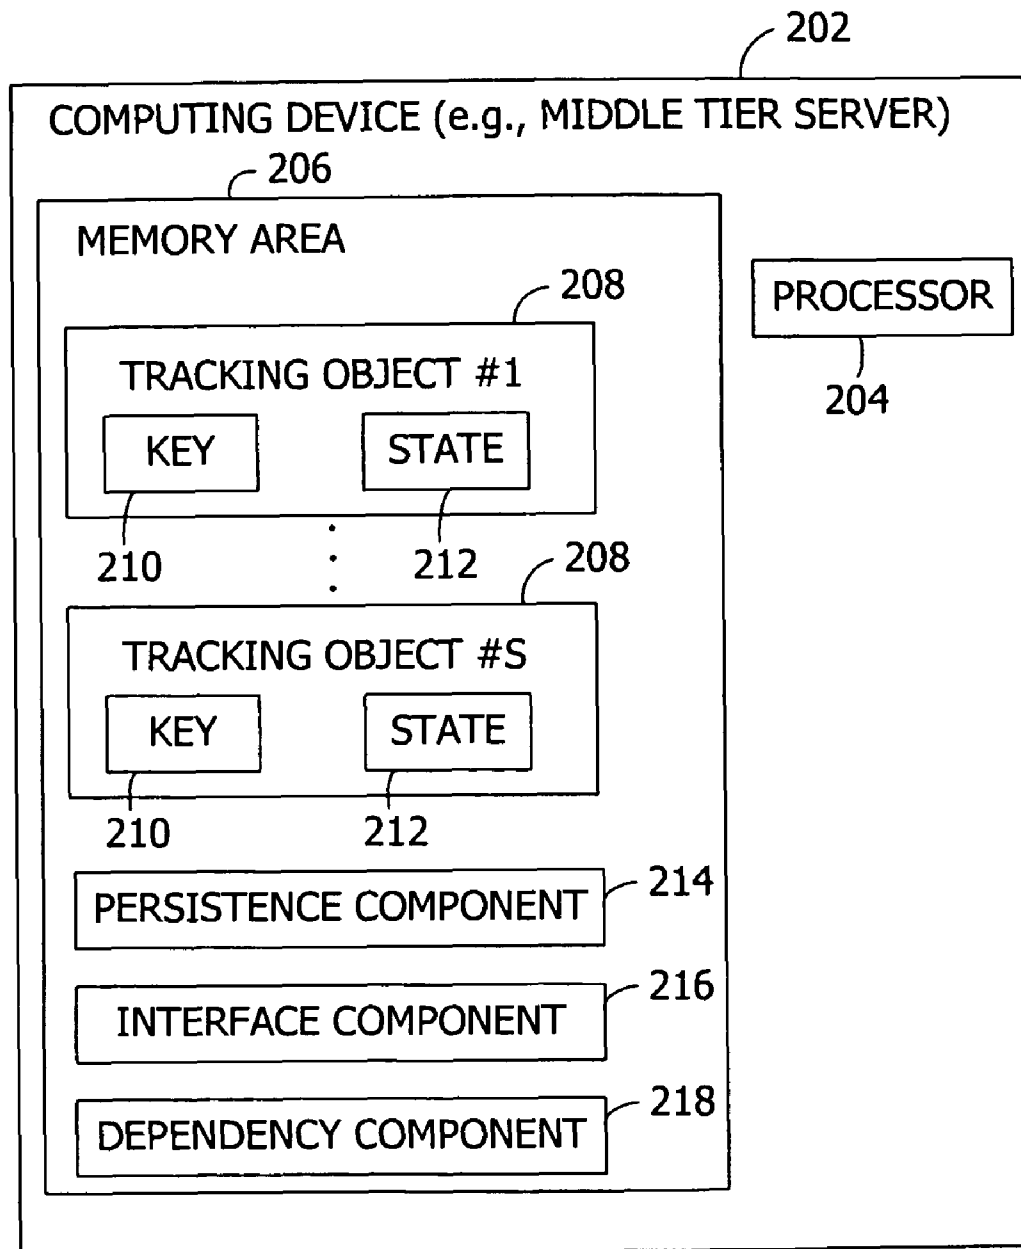 202
COMPUTING DEVICE (e.g., MIDDLE TIER SERVER)
206
MEMORY AREA
208
PROCESSOR
204
TRACKING OBJECT #1
KEY
STATE
210
212
208
TRACKING OBJECT #S
KEY
STATE
210
212
PERSISTENCE COMPONENT
214
INTERFACE COMPONENT
216
DEPENDENCY COMPONENT
218